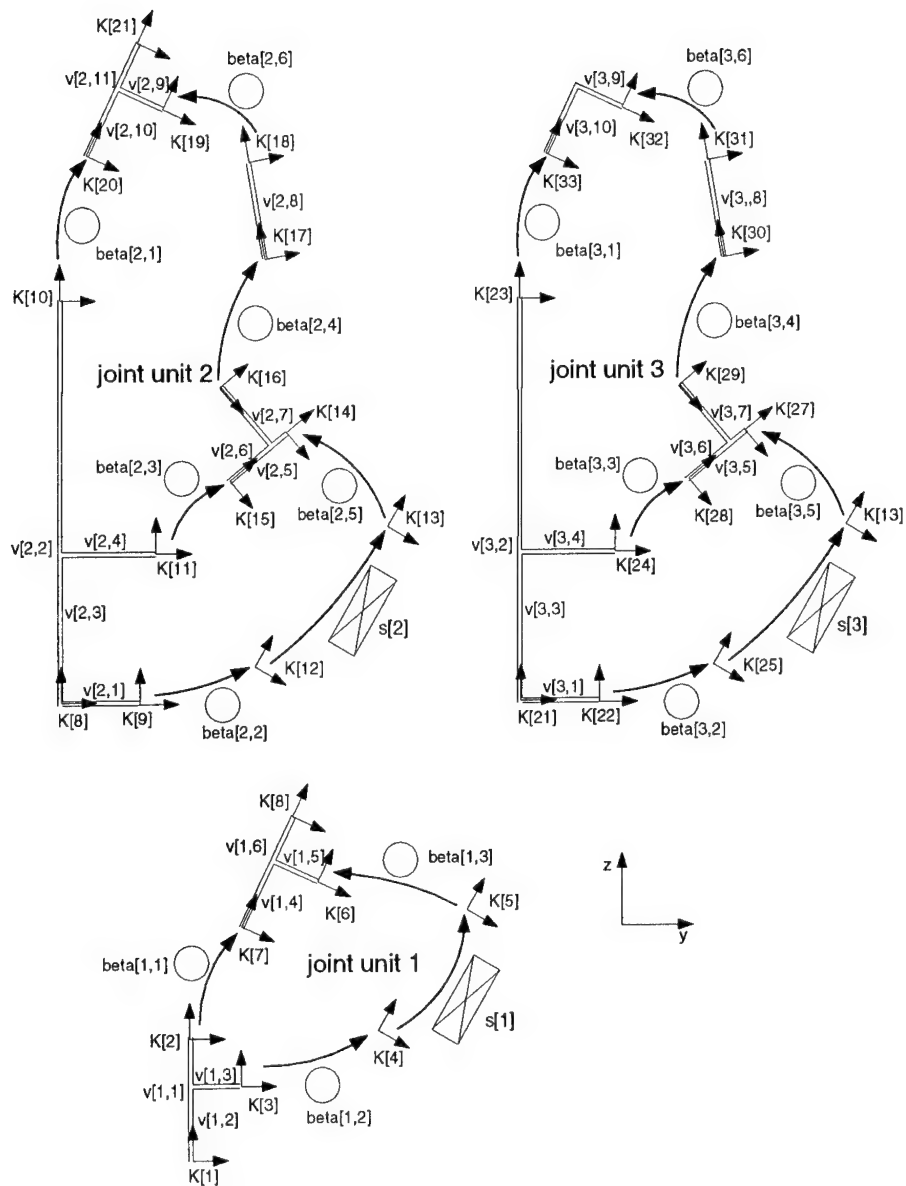 K[21]
beta[2,6]
v[2,11]
v[2,9]
v[2,10]
K[19]
K[18]
K[20]
v[2,8]
beta[2,1]
K[17]
K[10]
beta[2,4]
joint unit 2
K[16]
K[14]
v[2,7]
v[2,6]
v[2,5]
beta[2,3]
K[15]
beta[2,5]
K[13]
v[2,2]
v[2,4]
K[11]
v[2,3]
s[2]
K[12]
v[2,1]
K[8]
K[9]
beta[2,2]
beta[3,6]
v[3,9]
v[3,10]
K[32]
K[31]
K[33]
v[3,,8]
beta[3,1]
K[30]
K[23]
beta[3,4]
joint unit 3
K[29]
K[27]
v[3,7]
v[3,6]
v[3,5]
beta[3,3]
K[28]
beta[3,5]
K[13]
v[3,2]
v[3,4]
K[24]
v[3,3]
s[3]
K[25]
v[3,1]
K[21]
K[22]
beta[3,2]
K[8]
v[1,6]
v[1,5]
beta[1,3]
v[1,4]
K[6]
K[5]
K[7]
beta[1,1]
joint unit 1
s[1]
K[2]
K[4]
v[1,3]
v[1,1]
K[3]
beta[1,2]
v[1,2]
K[1]
z
y